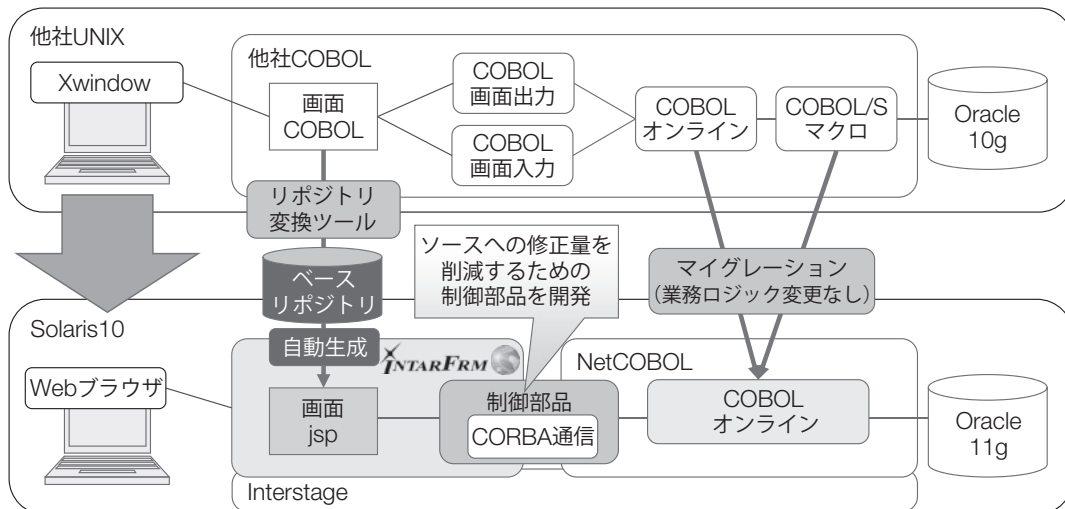 他社UNIX
Xwindow
他社COBOL
画面
COBOL
COBOL
画面出力
COBOL
画面入力
COBOL
オンライン
COBOL/S
マクロ
Oracle
10g
リポジトリ
変換ツール
ベース
リポジトリ
自動生成
ソースへの修正量を
削減するための
制御部品を開発
マイグレーション
(業務ロジック変更なし)
Solaris10
Webブラウザ
INTARFRM
画面
jsp
制御部品
CORBA通信
NetCOBOL
COBOL
オンライン
Oracle
11g
Interstage